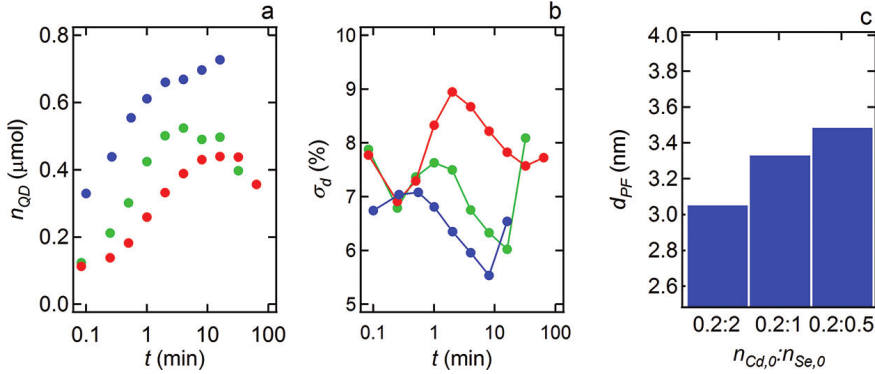 a
0.8
0.6
0.4
0.2
0.0
n_QD (μmol)
0.1 1 10 100
t (min)
b
10
9
8
7
6
5
σ_d (%)
0.1 1 10 100
t (min)
c
4.0
3.8
3.6
3.4
3.2
3.0
2.8
2.6
d_PF (nm)
0.2:2 0.2:1 0.2:0.5
n_Cd,0:n_Se,0